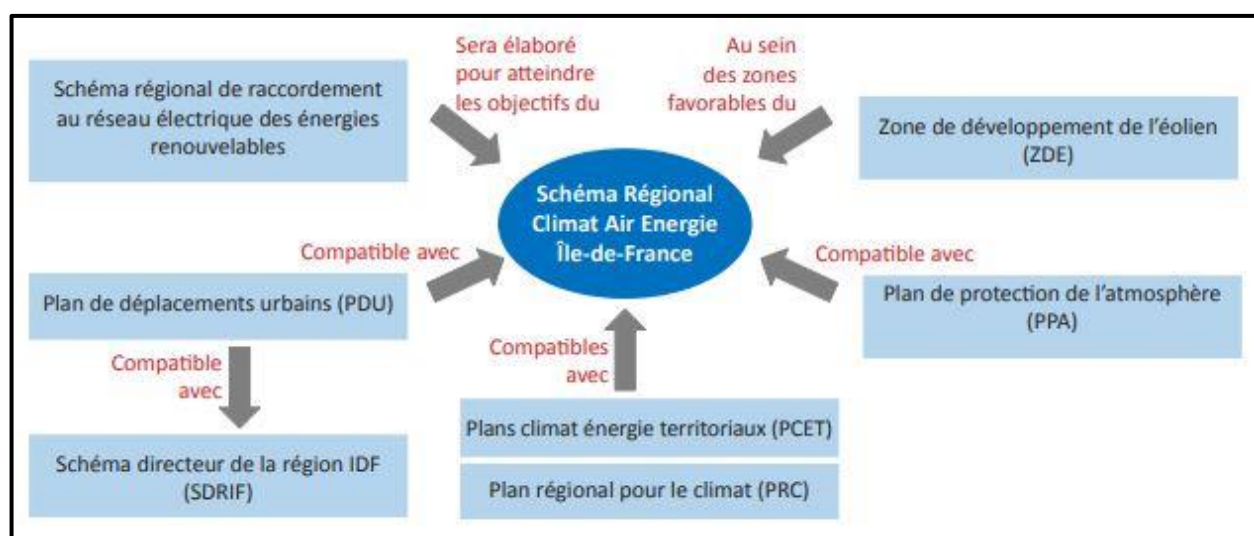 Sera élaboré
pour atteindre
les objectifs du
Au sein
des zones
favorables du
Schéma régional de raccordement
au réseau électrique des énergies
renouvelables
Zone de développement de l'éolien
(ZDE)
Schéma Régional
Climat Air Energie
Île-de-France
Compatible avec
Compatible avec
Plan de déplacements urbains (PDU)
Plan de protection de l'atmosphère
(PPA)
Compatible
avec
Compatibles
avec
Schéma directeur de la région IDF
(SDRIF)
Plans climat énergie territoriaux (PCET)
Plan régional pour le climat (PRC)